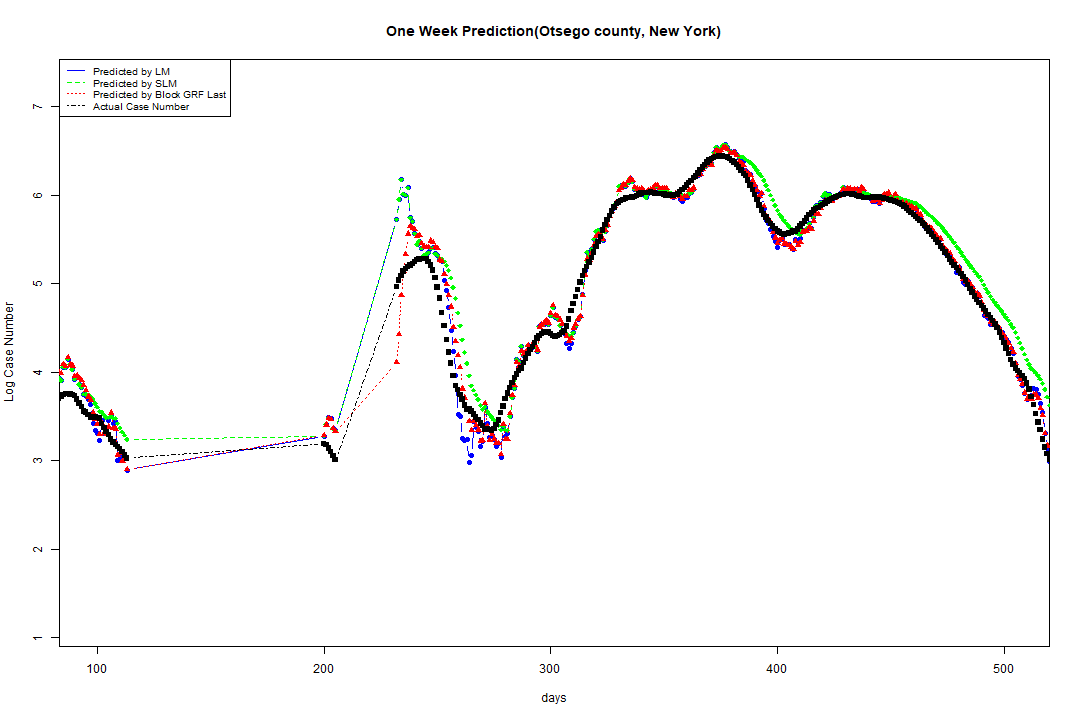 One Week Prediction(Otsego county, New York)
Predicted by LM
Predicted by SLM
Predicted by Block GRF Last
Actual Case Number
7
6
5
4
3
2
1
Log Case Number
100 200 300 400 500
days